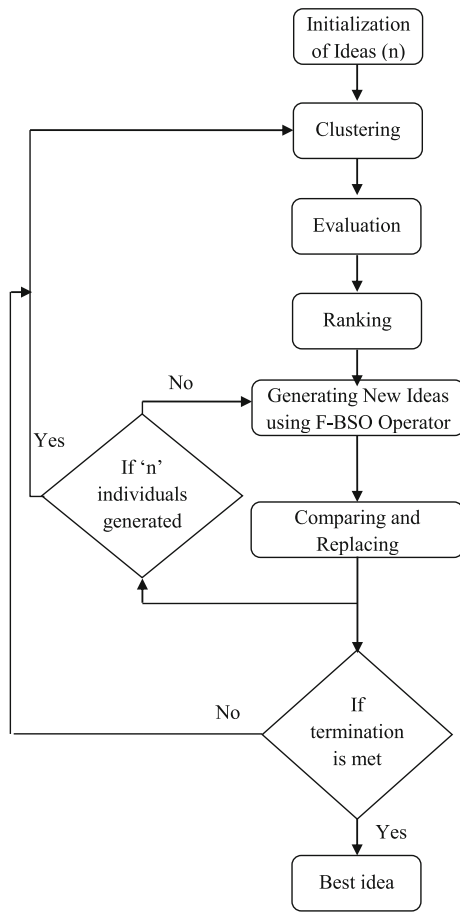 Initialization
of Ideas (n)
Clustering
Evaluation
Ranking
No
Generating New Ideas
using F-BSO Operator
Yes
If ‘n’
individuals
generated
Comparing and
Replacing
No
If
termination
is met
Yes
Best idea